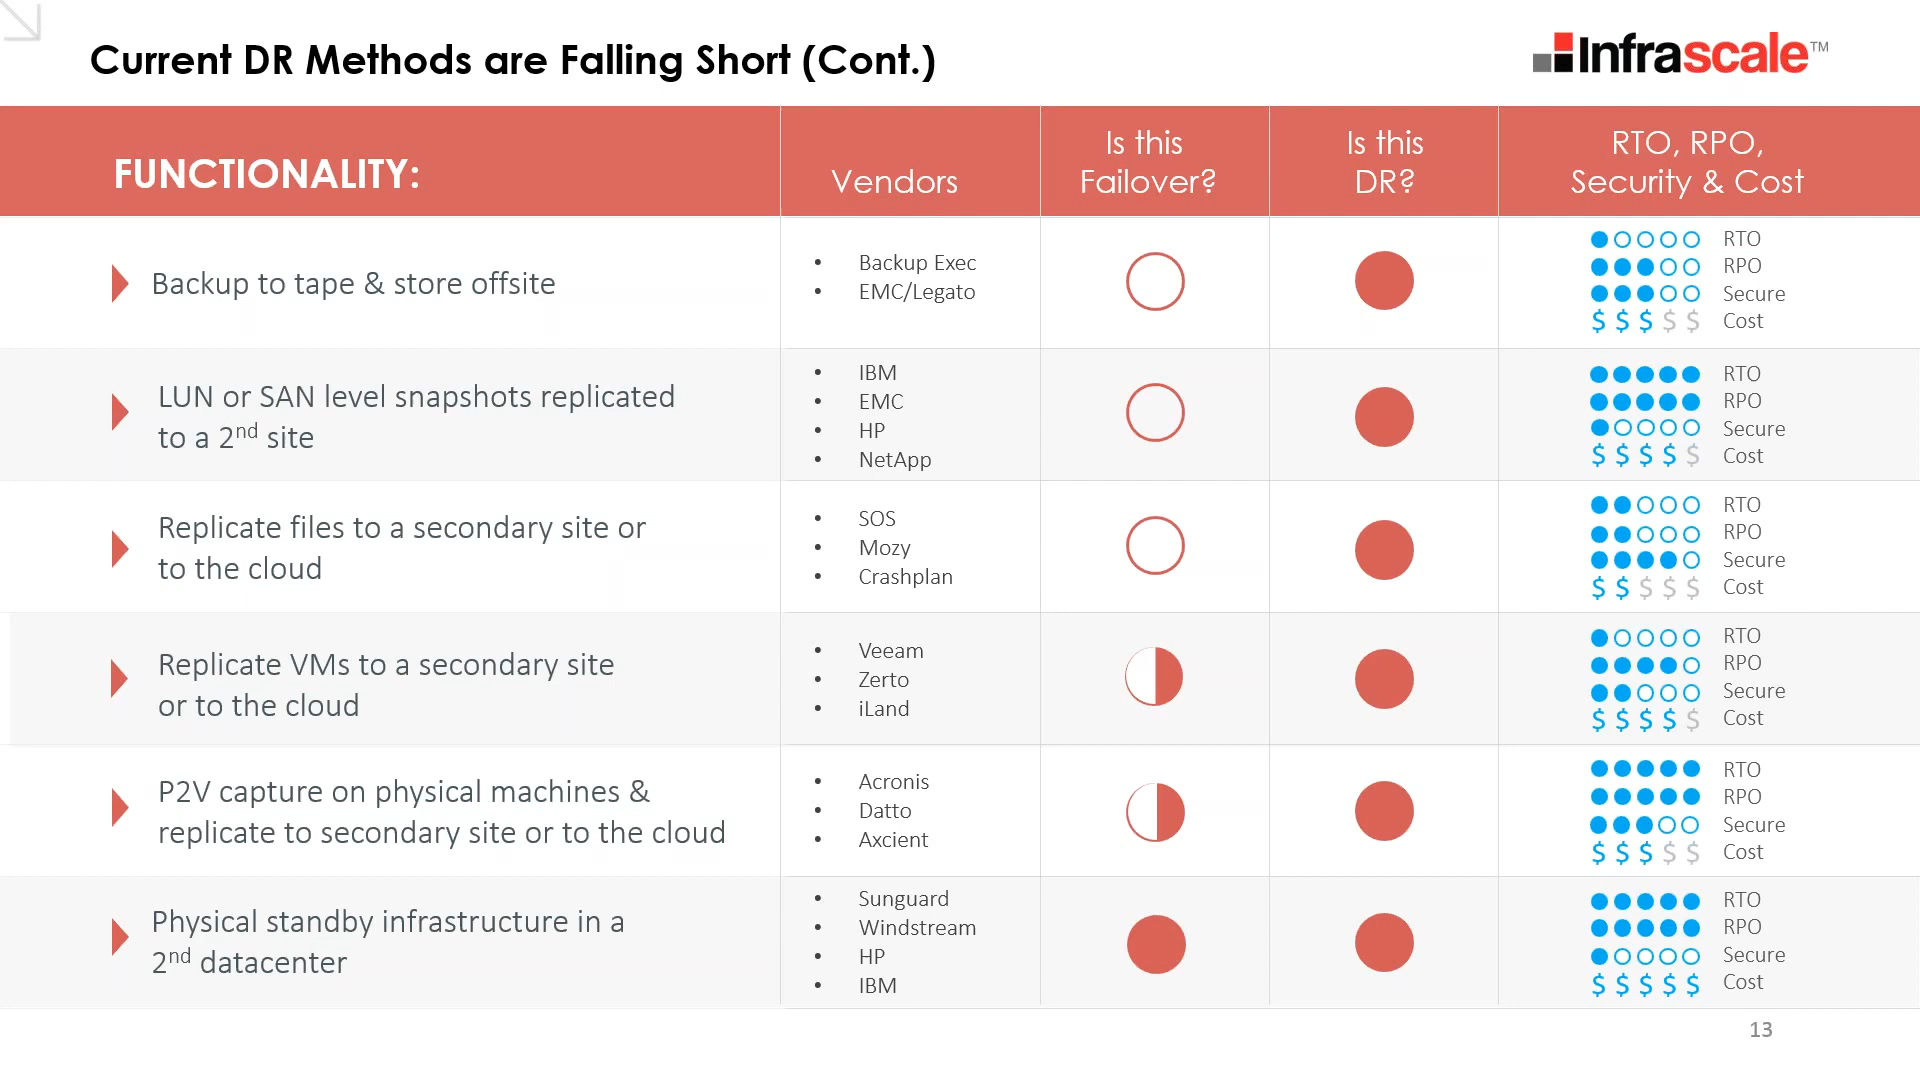 Current DR Methods are Falling Short (Cont.)
Infrascale™
FUNCTIONALITY:
Vendors
Is this
Failover?
Is this
DR?
RTO, RPO,
Security & Cost
Backup to tape & store offsite
• Backup Exec
• EMC/Legato
RTO
RPO
Secure
$ $ $ $ $ Cost
LUN or SAN level snapshots replicated
to a 2nd site
• IBM
• EMC
• HP
• NetApp
RTO
RPO
Secure
$ $ $ $ $ Cost
Replicate files to a secondary site or
to the cloud
• SOS
• Mozy
• Crashplan
RTO
RPO
Secure
$ $ $ $ $ Cost
Replicate VMs to a secondary site
or to the cloud
• Veeam
• Zerto
• iLand
RTO
RPO
Secure
$ $ $ $ $ Cost
P2V capture on physical machines &
replicate to secondary site or to the cloud
• Acronis
• Datto
• Axcient
RTO
RPO
Secure
$ $ $ $ $ Cost
Physical standby infrastructure in a
2nd datacenter
• Sunguard
• Windstream
• HP
• IBM
RTO
RPO
Secure
$ $ $ $ $ Cost
13